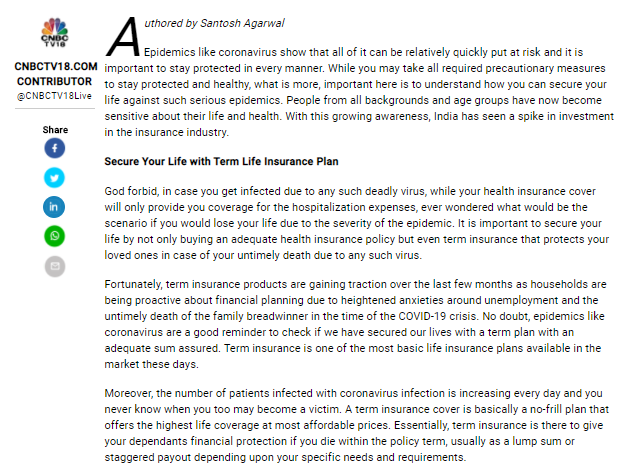 CNBC
TV18
CNBCTV18.COM
CONTRIBUTOR
@CNBCTV18Live
Share
Authored by Santosh Agarwal
Epidemics like coronavirus show that all of it can be relatively quickly put at risk and it is
important to stay protected in every manner. While you may take all required precautionary measures
to stay protected and healthy, what is more, important here is to understand how you can secure your
life against such serious epidemics. People from all backgrounds and age groups have now become
sensitive about their life and health. With this growing awareness, India has seen a spike in investment
in the insurance industry.
Secure Your Life with Term Life Insurance Plan
God forbid, in case you get infected due to any such deadly virus, while your health insurance cover
will only provide you coverage for the hospitalization expenses, ever wondered what would be the
scenario if you would lose your life due to the severity of the epidemic. It is important to secure your
life by not only buying an adequate health insurance policy but even term insurance that protects your
loved ones in case of your untimely death due to any such virus.
Fortunately, term insurance products are gaining traction over the last few months as households are
being proactive about financial planning due to heightened anxieties around unemployment and the
untimely death of the family breadwinner in the time of the COVID-19 crisis. No doubt, epidemics like
coronavirus are a good reminder to check if we have secured our lives with a term plan with an
adequate sum assured. Term insurance is one of the most basic life insurance plans available in the
market these days.
Moreover, the number of patients infected with coronavirus infection is increasing every day and you
never know when you too may become a victim. A term insurance cover is basically a no-frill plan that
offers the highest life coverage at most affordable prices. Essentially, term insurance is there to give
your dependants financial protection if you die within the policy term, usually as a lump sum or
staggered payout depending upon your specific needs and requirements.